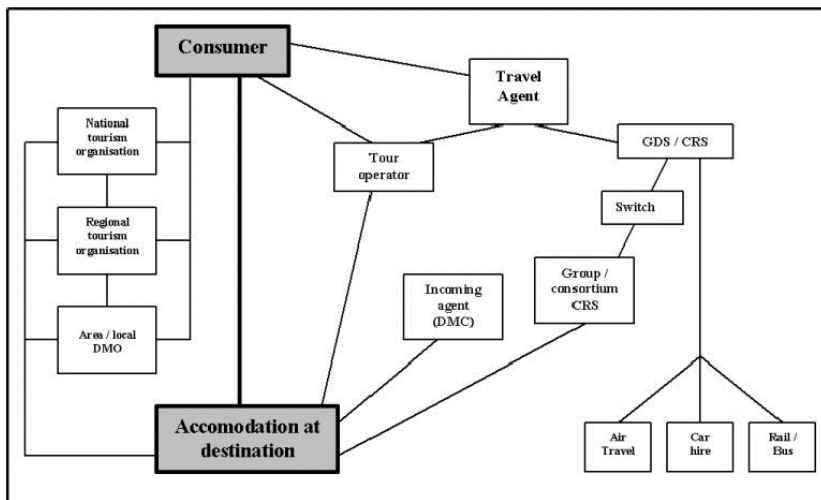 Consumer
Travel
Agent
National
tourism
organisation
GDS / CRS
Tour
operator
Switch
Regional
tourism
organisation
Group /
consortium
CRS
Incoming
agent
(DMC)
Area / local
DMO
Accomodation at
destination
Air
Travel
Car
hire
Rail /
Bus